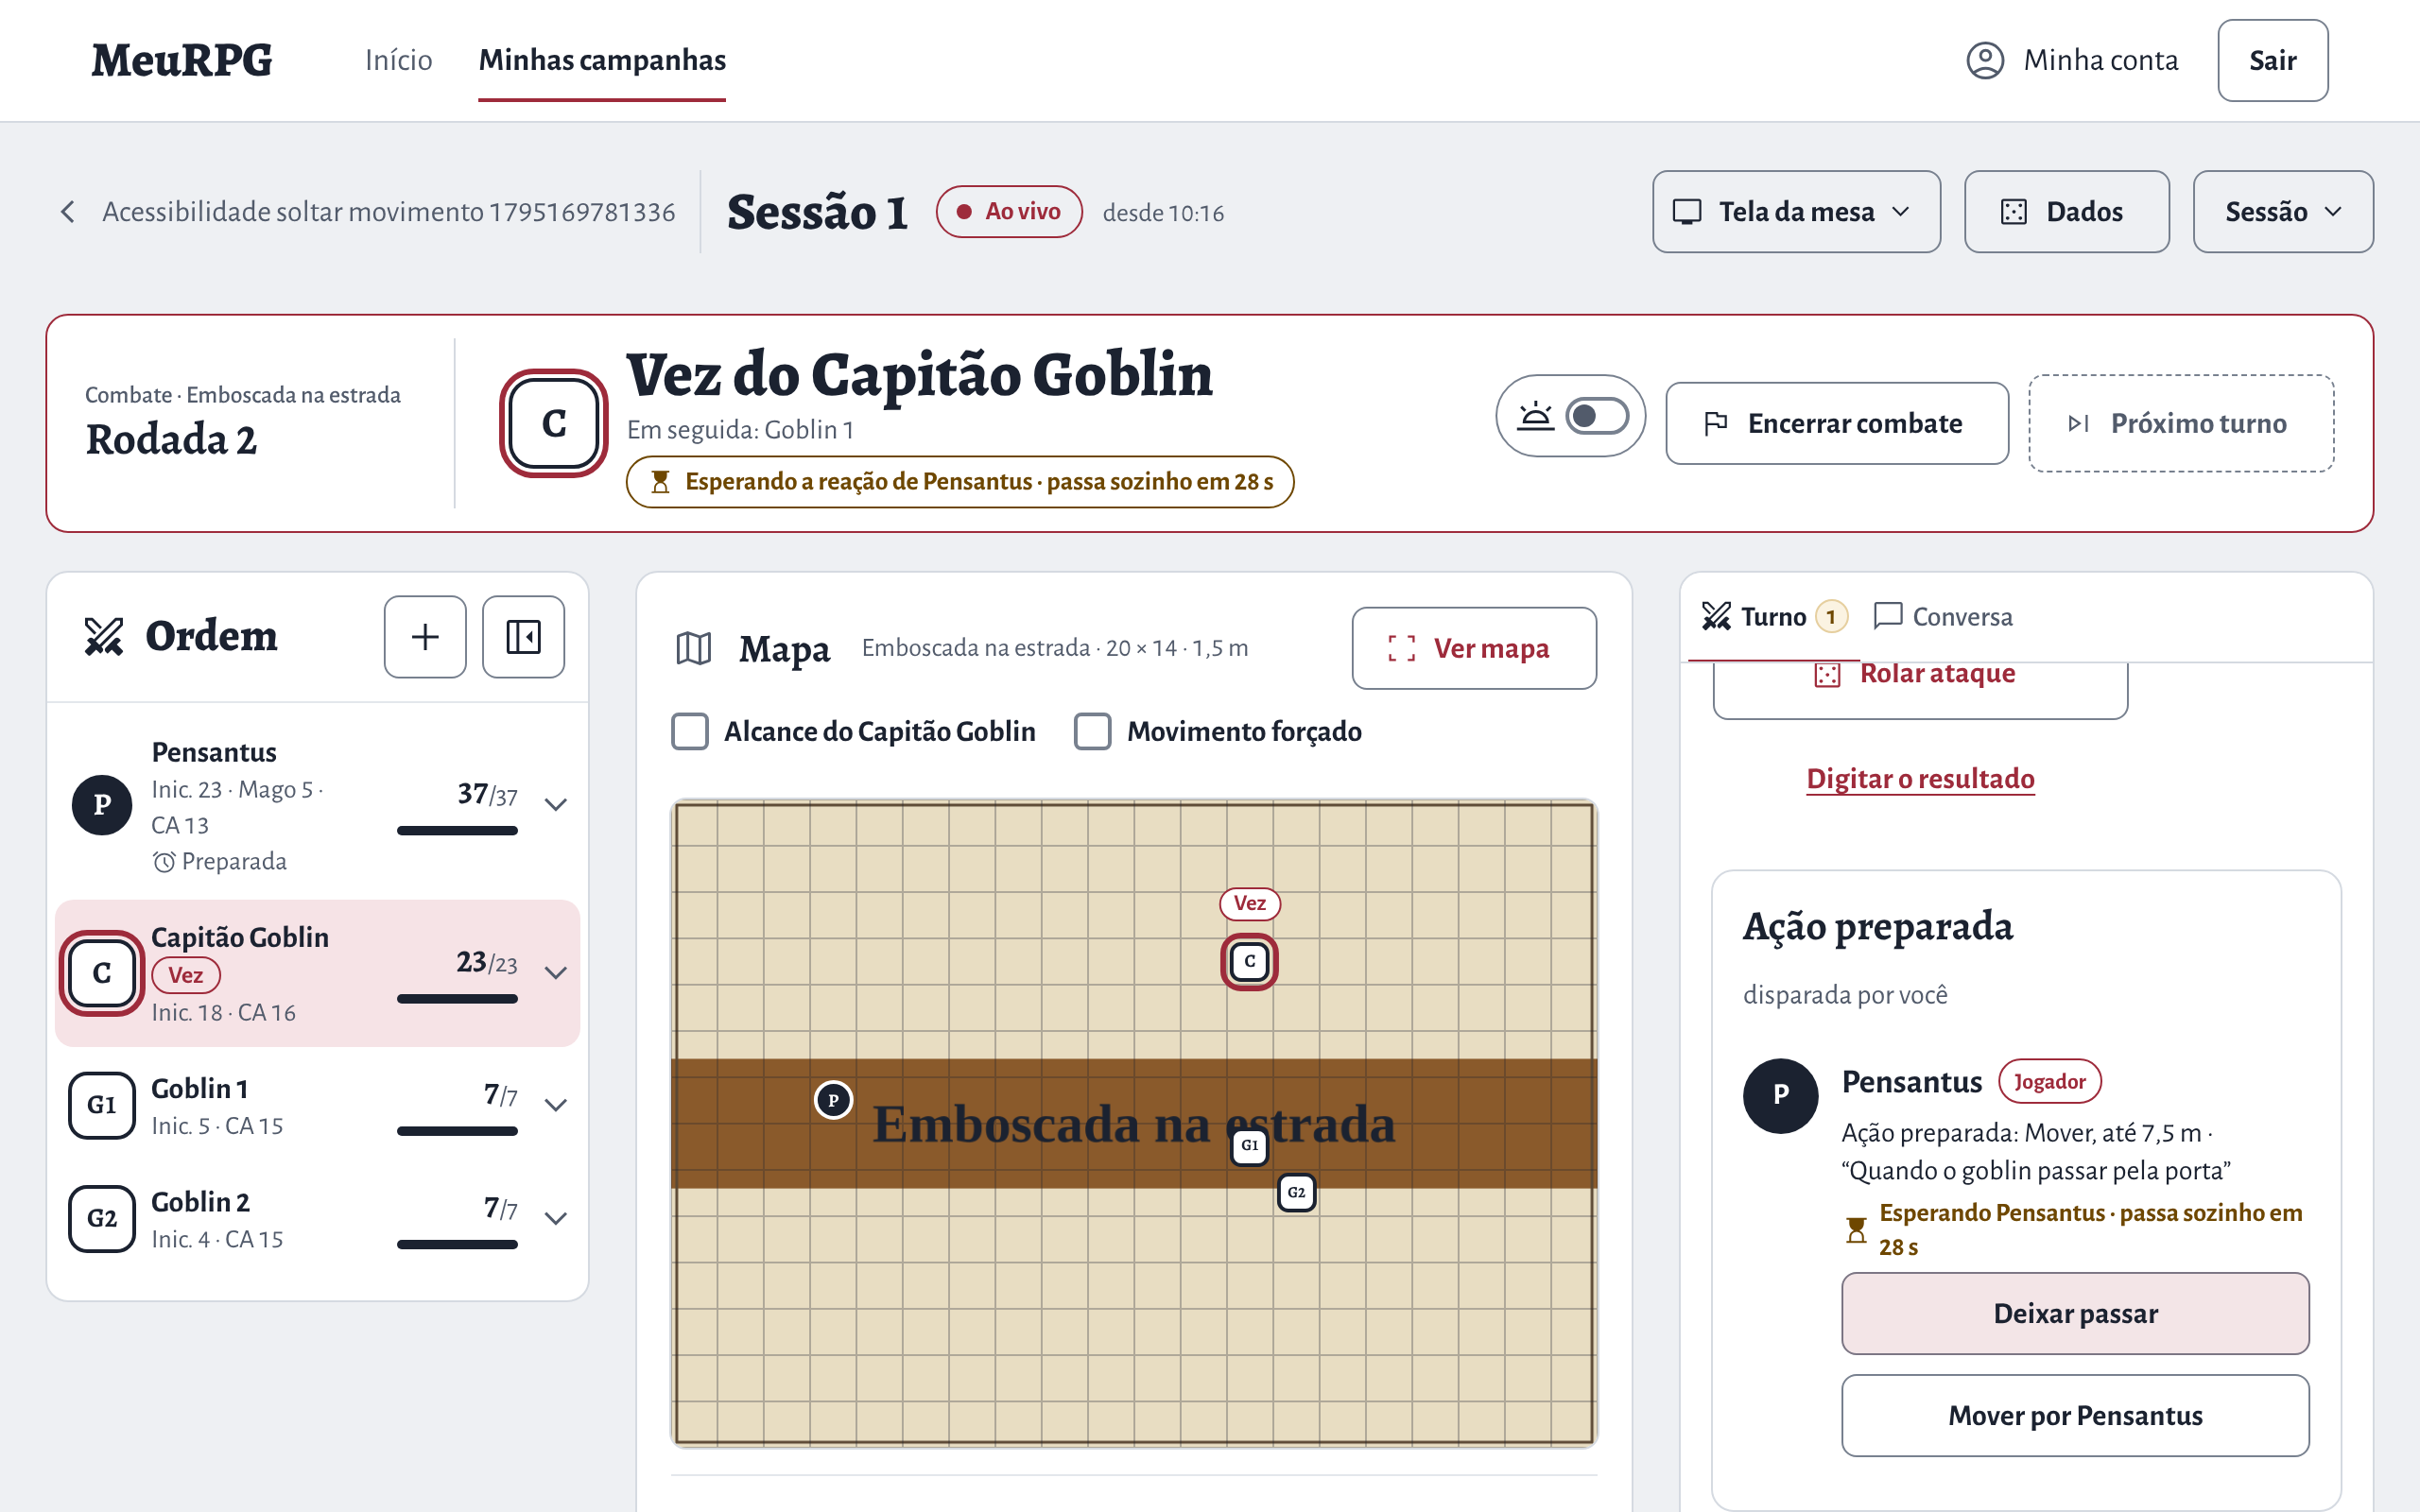 MeuRPG
Início
Minhas campanhas
Minha conta
Sair
Acessibilidade soltar movimento 1795169781336
Sessão 1
Ao vivo
desde 10:16
Tela da mesa
Dados
Sessão
Combate · Emboscada na estrada
Rodada 2
C
Vez do Capitão Goblin
Em seguida: Goblin 1
Esperando a reação de Pensantus · passa sozinho em 28 s
Encerrar combate
Próximo turno
Ordem
P
Pensantus
Inic. 23 · Mago 5 ·
CA 13
Preparada
37/37
C
Capitão Goblin
Vez
Inic. 18 · CA 16
23/23
G1
Goblin 1
Inic. 5 · CA 15
7/7
G2
Goblin 2
Inic. 4 · CA 15
7/7
Mapa
Emboscada na estrada · 20 × 14 · 1,5 m
Ver mapa
Alcance do Capitão Goblin
Movimento forçado
Vez
C
P
Emboscada na estrada
G1
G2
Turno 1
Conversa
Rolar ataque
Digitar o resultado
Ação preparada
disparada por você
P
Pensantus
Jogador
Ação preparada: Mover, até 7,5 m ·
“Quando o goblin passar pela porta”
Esperando Pensantus · passa sozinho em
28 s
Deixar passar
Mover por Pensantus